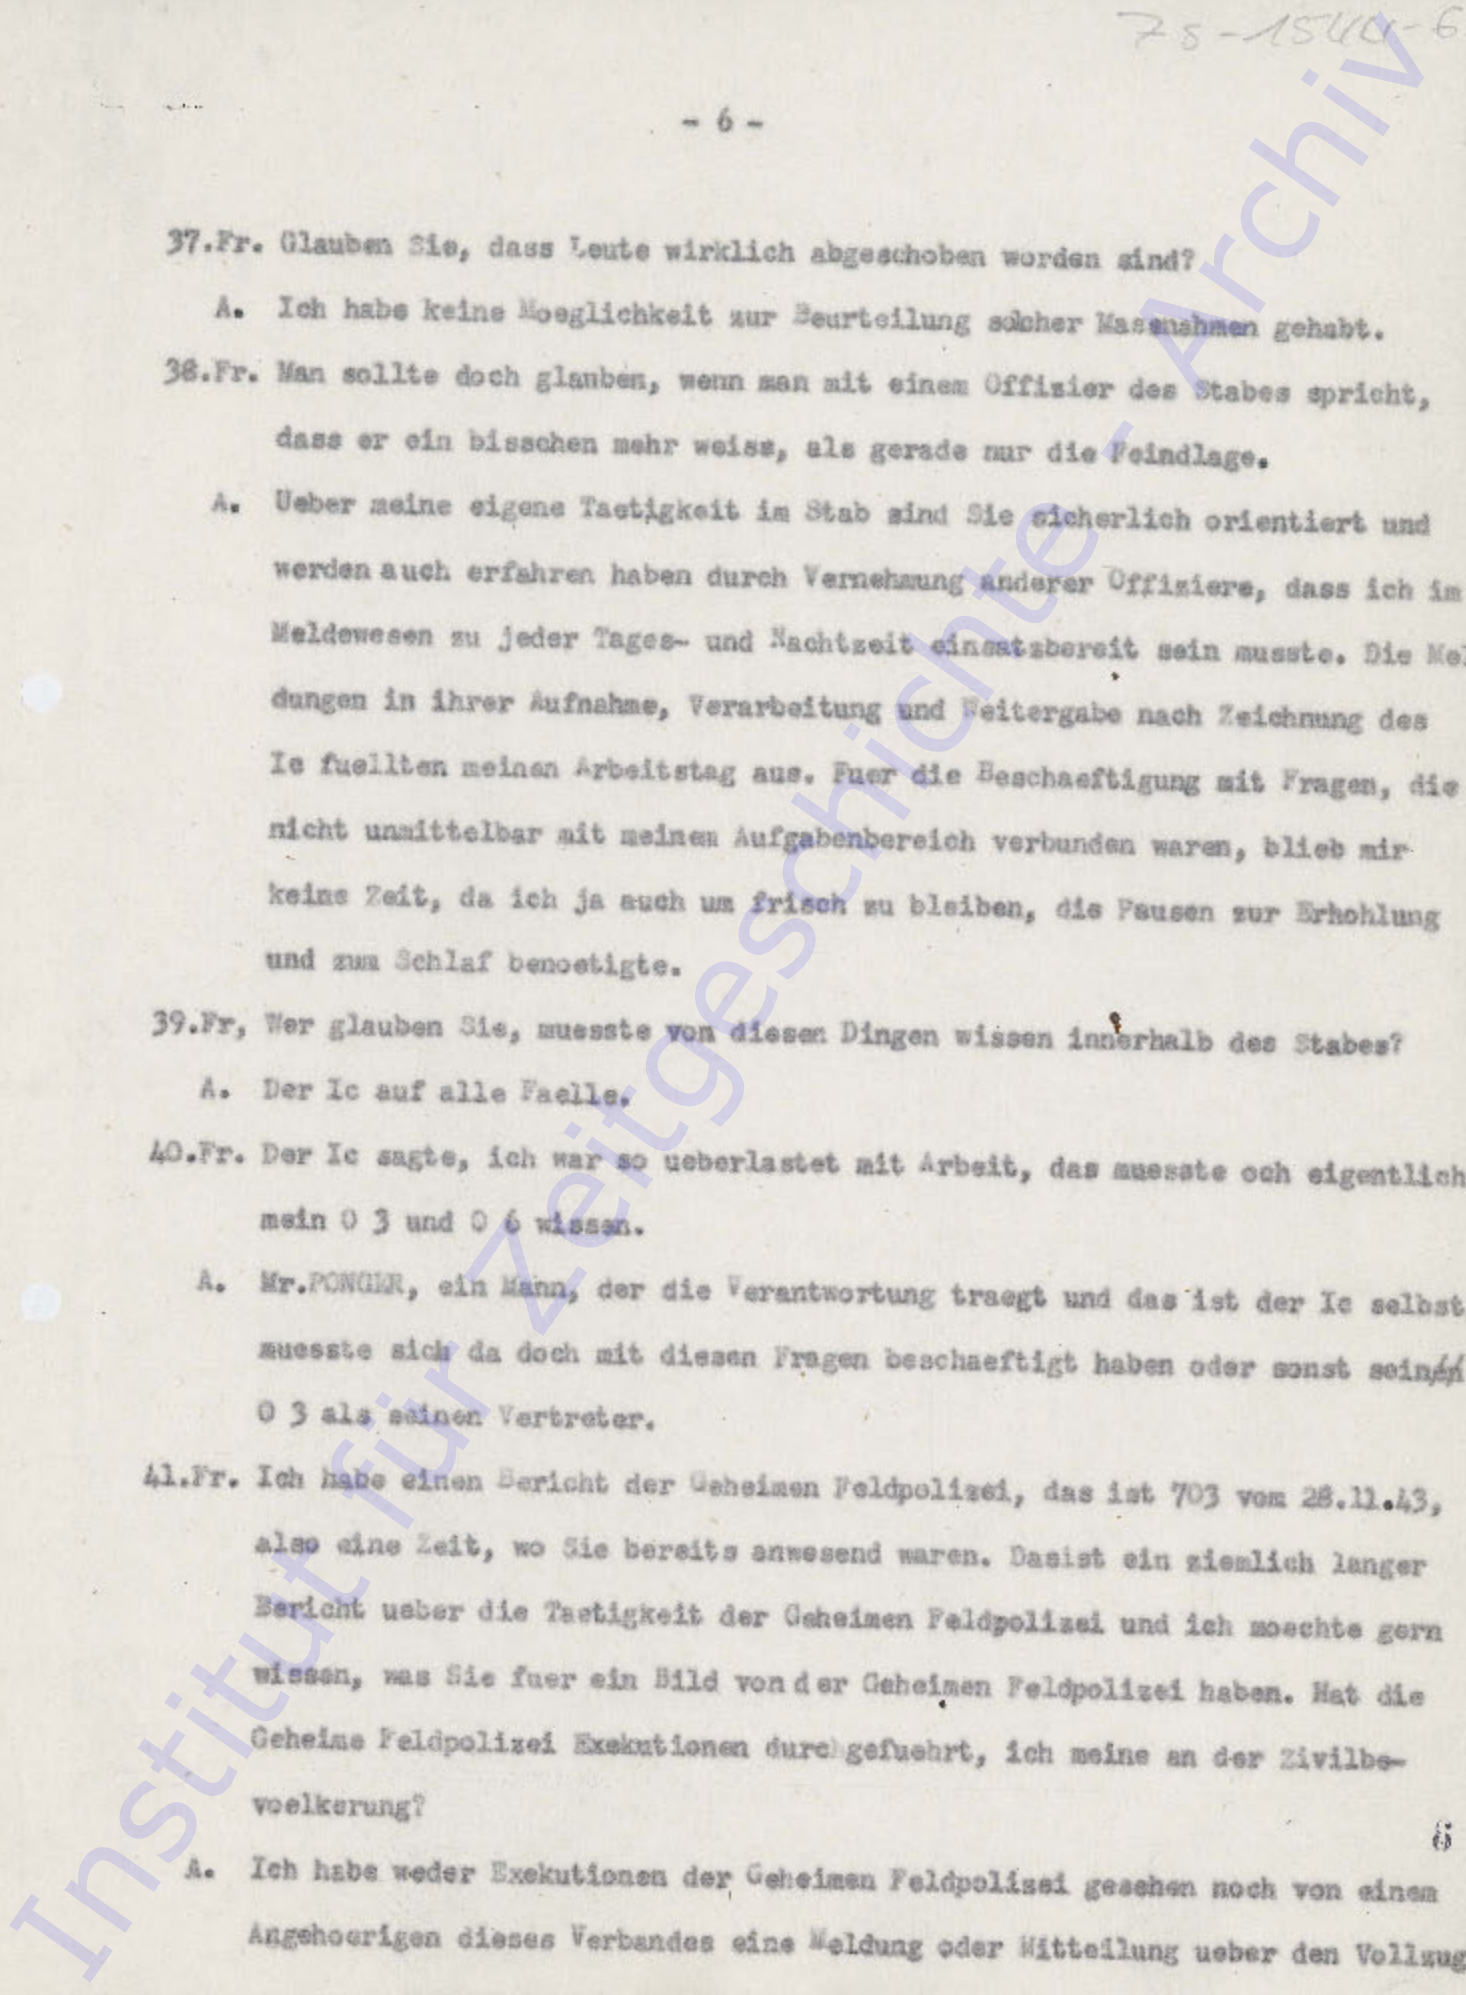 ZS-1544-6
- 6 -
37.Fr. Glauben Sie, dass Leute wirklich abgeschoben worden sind?
A. Ich habe keine Moeglichkeit zur Beurteilung solcher Massnahmen gehabt.
38.Fr. Man sollte doch glauben, wenn man mit einem Offizier des Stabes spricht,
dass er ein bisschen mehr weiss, als gerade nur die Feindlage.
A. Ueber meine eigene Taetigkeit im Stab sind Sie sicherlich orientiert und
werden auch erfahren haben durch Vernehmung anderer Offiziere, dass ich im
Meldewesen zu jeder Tages- und Nachtzeit einsatzbereit sein musste. Die Mel
dungen in ihrer Aufnahme, Verarbeitung und Weitergabe nach Zeichnung des
Ic fuellten meinen Arbeitstag aus. Fuer die Beschaeftigung mit Fragen, die
nicht unmittelbar mit meinem Aufgabenbereich verbunden waren, blieb mir
keine Zeit, da ich ja auch um frisch zu bleiben, die Pausen zur Erhohlung
und zum Schlaf benoetigte.
39.Fr, Wer glauben Sie, muesste von diesen Dingen wissen innerhalb des Stabes?
A. Der Ic auf alle Faelle.
40.Fr. Der Ic sagte, ich war so ueberlastet mit Arbeit, das muesste och eigentlich
mein O 3 und O 6 wissen.
A. Mr.PONGER, ein Mann, der die Verantwortung traegt und das ist der Ic selbst
muesste sich da doch mit diesen Fragen beschaeftigt haben oder sonst seinen
O 3 als seinen Vertreter.
41.Fr. Ich habe einen Bericht der Geheimen Feldpolizei, das ist 703 vom 28.11.43,
also eine Zeit, wo Sie bereits anwesend waren. Dasist ein ziemlich langer
Bericht ueber die Taetigkeit der Geheimen Feldpolizei und ich moechte gern
wissen, was Sie fuer ein Bild von der Geheimen Feldpolizei haben. Hat die
Geheime Feldpolizei Exekutionen durchgefuehrt, ich meine an der Zivilbe-
voelkerung?
6
A. Ich habe weder Exekutionen der Geheimen Feldpolizei gesehen noch von einem
Angehoerigen dieses Verbandes eine Meldung oder Mitteilung ueber den Vollzug
Institut für Zeitgeschichte - Archiv